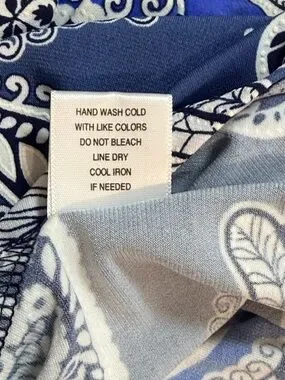 HAND WASH COLD
WITH LIKE COLORS
DO NOT BLEACH
LINE DRY
COOL IRON
IF NEEDED